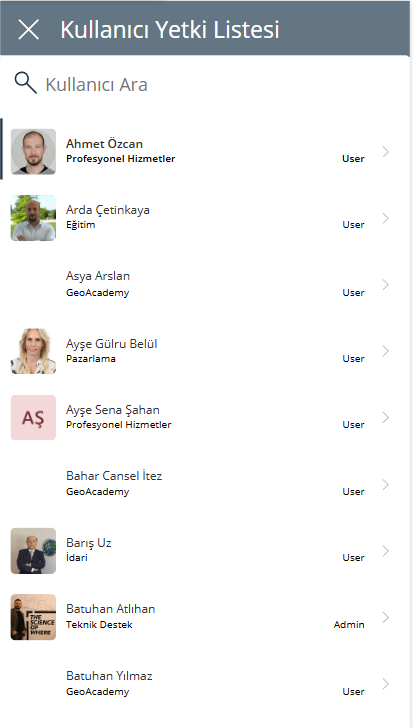 Kullanıcı Yetki Listesi
Kullanıcı Ara
Ahmet Özcan
Profesyonel Hizmetler
User
Arda Çetinkaya
Eğitim
User
Asya Arslan
GeoAcademy
User
Ayşe Gülru Belül
Pazarlama
User
AŞ
Ayşe Sena Şahan
Profesyonel Hizmetler
User
Bahar Cansel İtez
GeoAcademy
User
Barış Uz
İdari
User
THE
SCIENCE
OF
WHERE
Batuhan Atlıhan
Teknik Destek
Admin
Batuhan Yılmaz
GeoAcademy
User